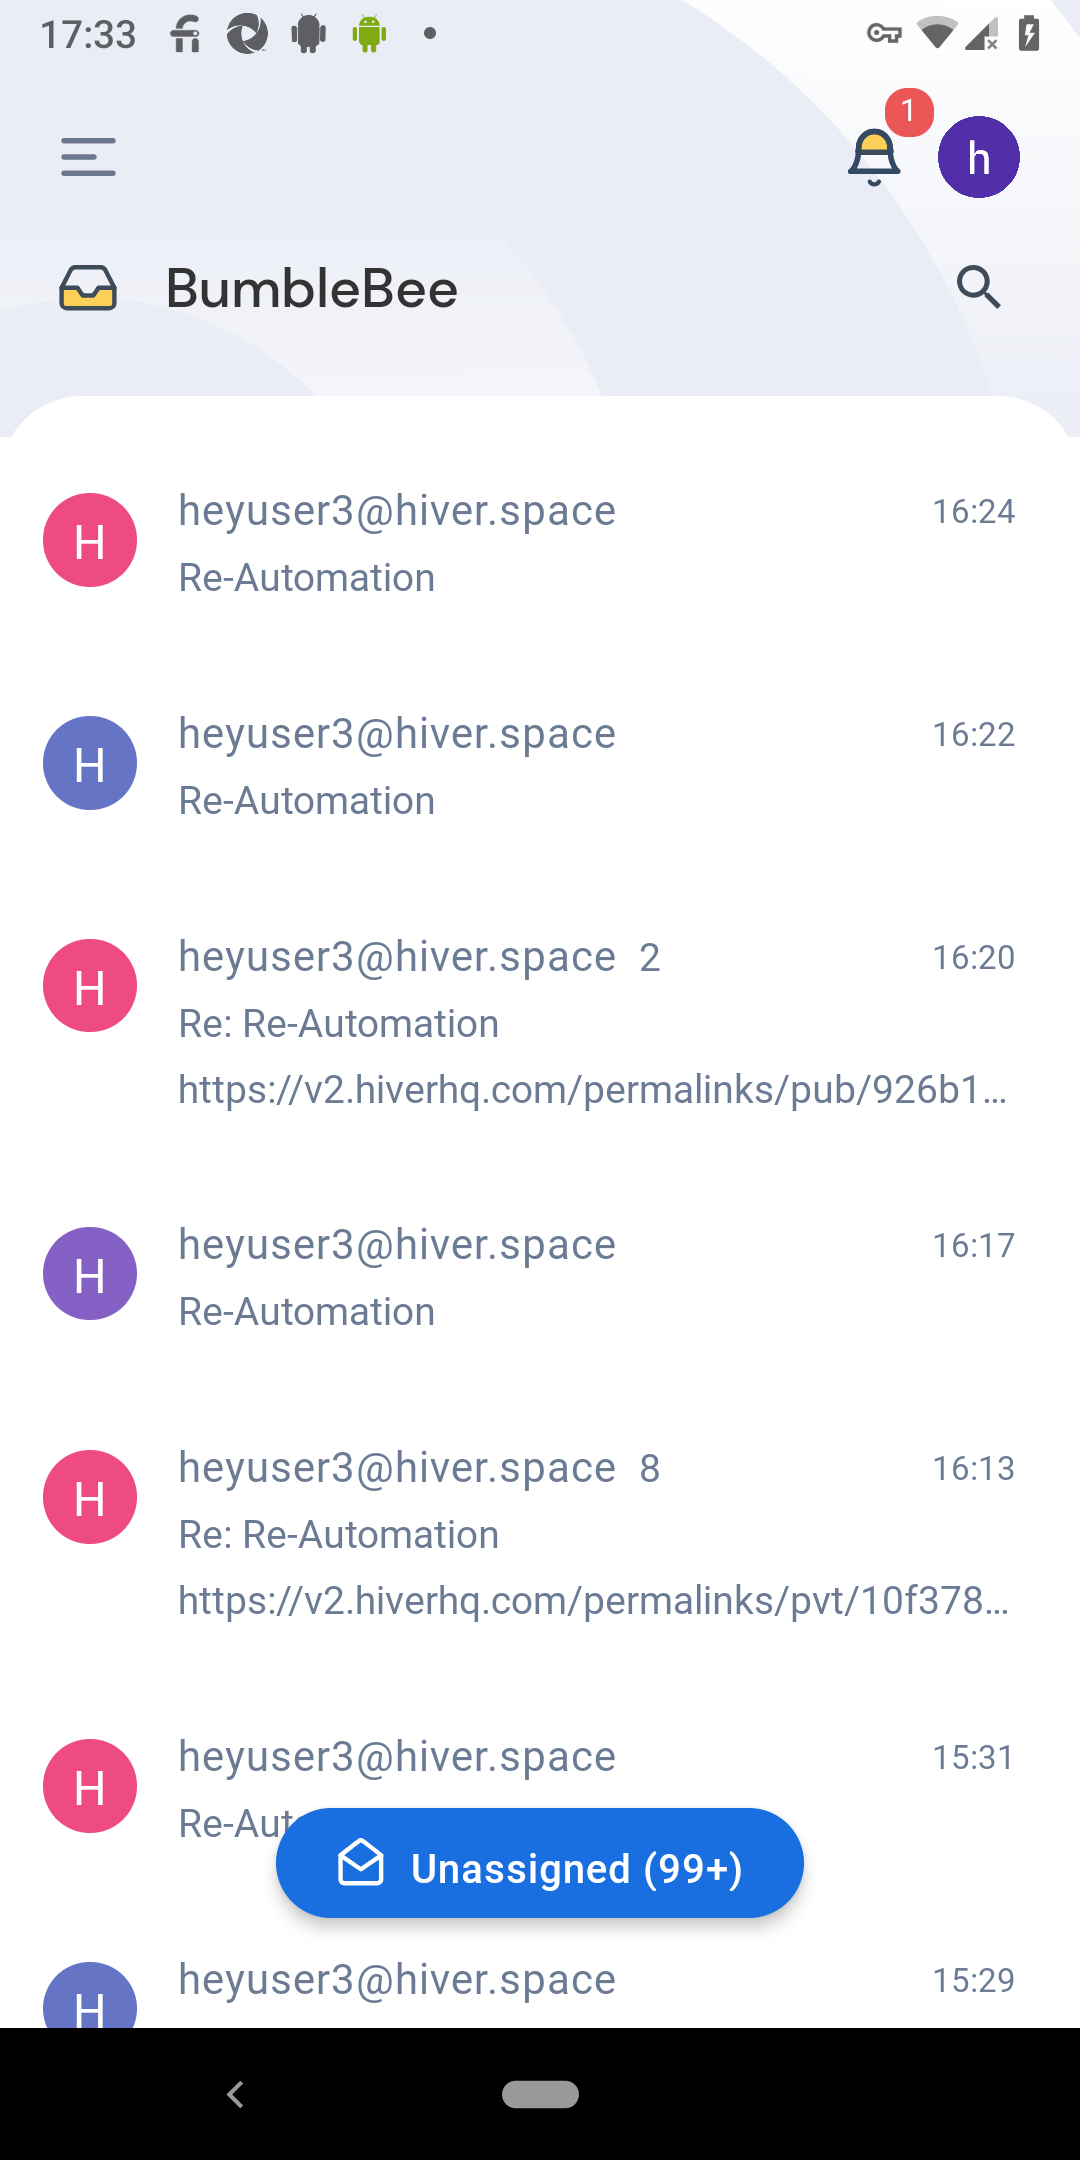 17:33
1
h
BumbleBee
H
heyuser3@hiver.space
16:24
Re-Automation
H
heyuser3@hiver.space
16:22
Re-Automation
H
heyuser3@hiver.space 2
16:20
Re: Re-Automation
https://v2.hiverhq.com/permalinks/pub/926b1...
H
heyuser3@hiver.space
16:17
Re-Automation
H
heyuser3@hiver.space 8
16:13
Re: Re-Automation
https://v2.hiverhq.com/permalinks/pvt/10f378...
H
heyuser3@hiver.space
15:31
Re-Aut
Unassigned (99+)
H
heyuser3@hiver.space
15:29